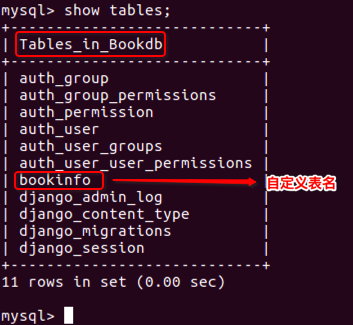 mysql> show tables;
+----------------------------+
| Tables_in_Bookdb |
+----------------------------+
| auth_group |
| auth_group_permissions |
| auth_permission |
| auth_user |
| auth_user_groups |
| auth_user_user_permissions |
| bookinfo | 自定义表名
| django_admin_log |
| django_content_type |
| django_migrations |
| django_session |
+----------------------------+
11 rows in set (0.00 sec)
mysql>